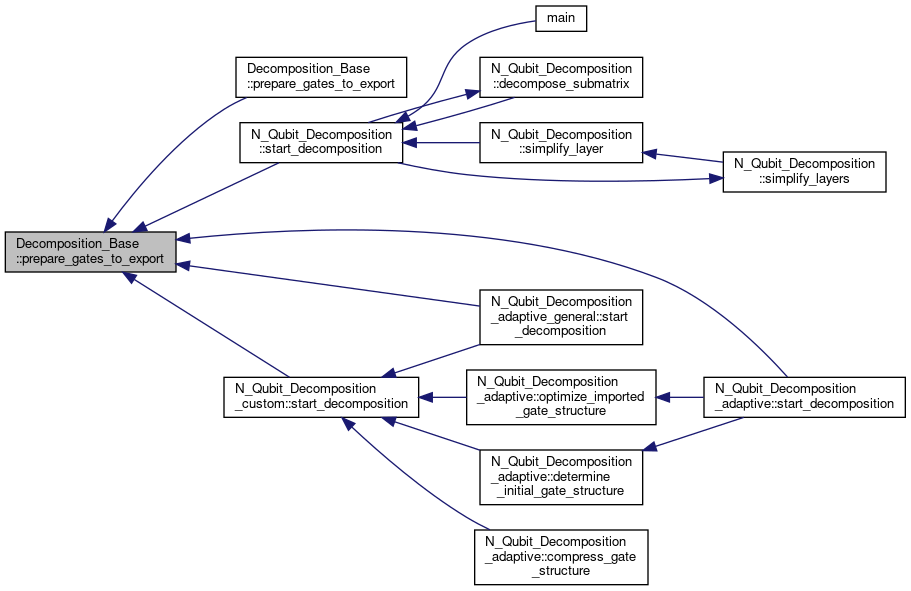 main
Decomposition_Base
::prepare_gates_to_export
N_Qubit_Decomposition
::decompose_submatrix
N_Qubit_Decomposition
::start_decomposition
N_Qubit_Decomposition
::simplify_layer
N_Qubit_Decomposition
::simplify_layers
Decomposition_Base
::prepare_gates_to_export
N_Qubit_Decomposition
_adaptive_general::start
_decomposition
N_Qubit_Decomposition
_custom::start_decomposition
N_Qubit_Decomposition
_adaptive::optimize_imported
_gate_structure
N_Qubit_Decomposition
_adaptive::start_decomposition
N_Qubit_Decomposition
_adaptive::determine
_initial_gate_structure
N_Qubit_Decomposition
_adaptive::compress_gate
_structure